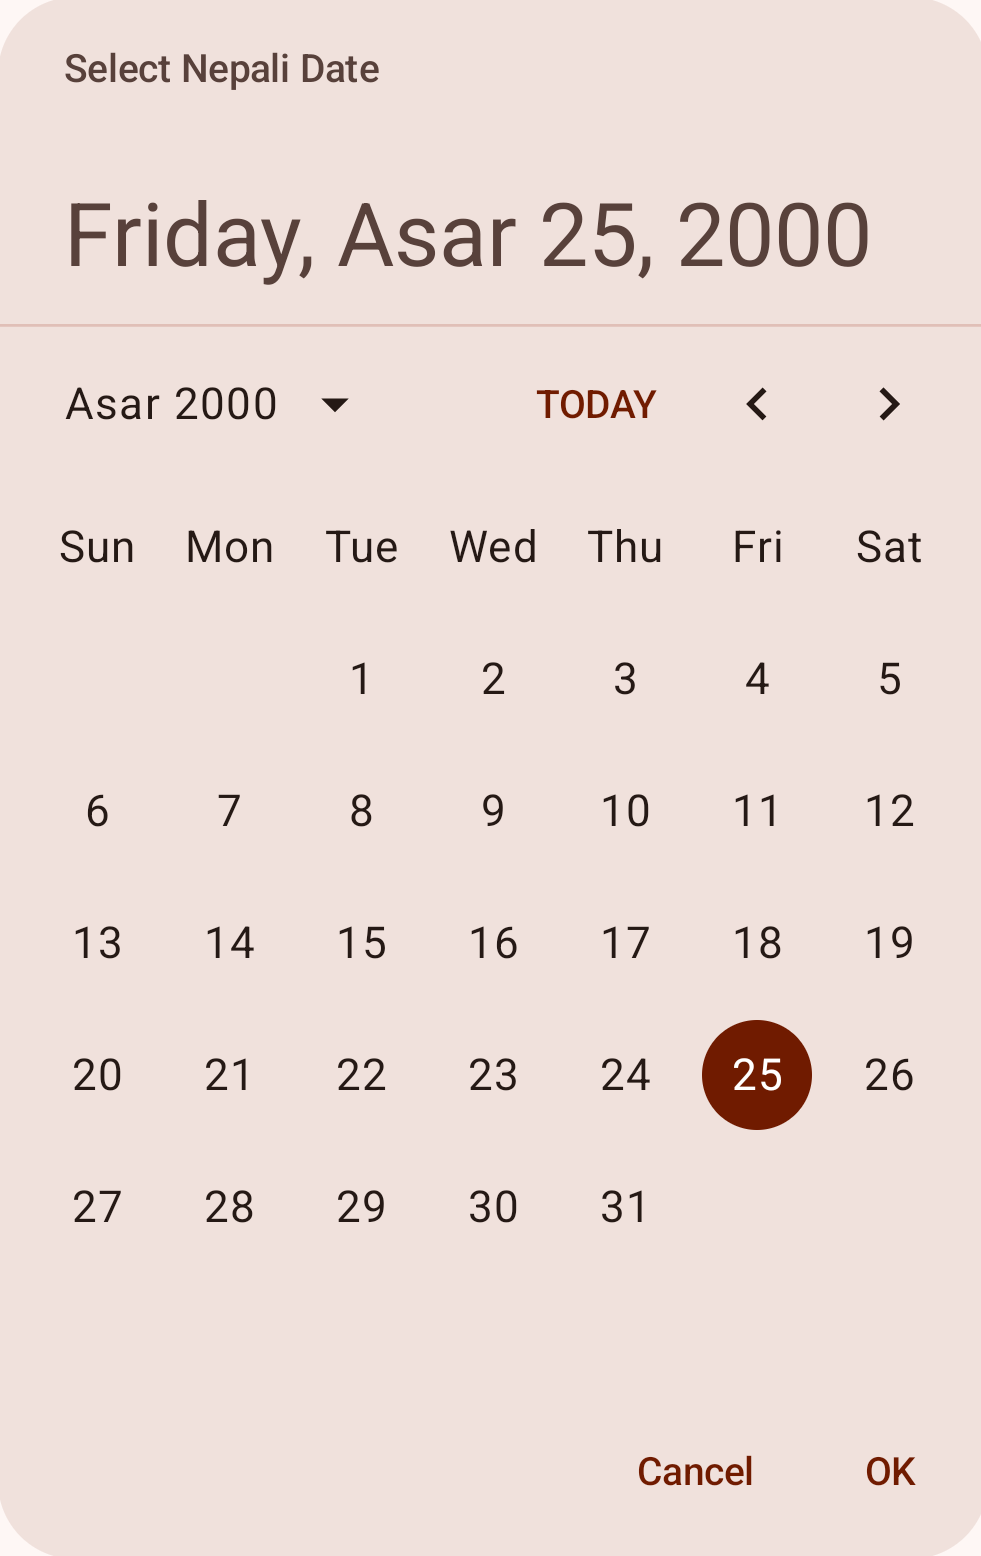 Select Nepali Date
Friday, Asar 25, 2000
Asar 2000 TODAY
Sun Mon Tue Wed Thu Fri Sat
1 2 3 4 5
6 7 8 9 10 11 12
13 14 15 16 17 18 19
20 21 22 23 24 25 26
27 28 29 30 31
Cancel OK